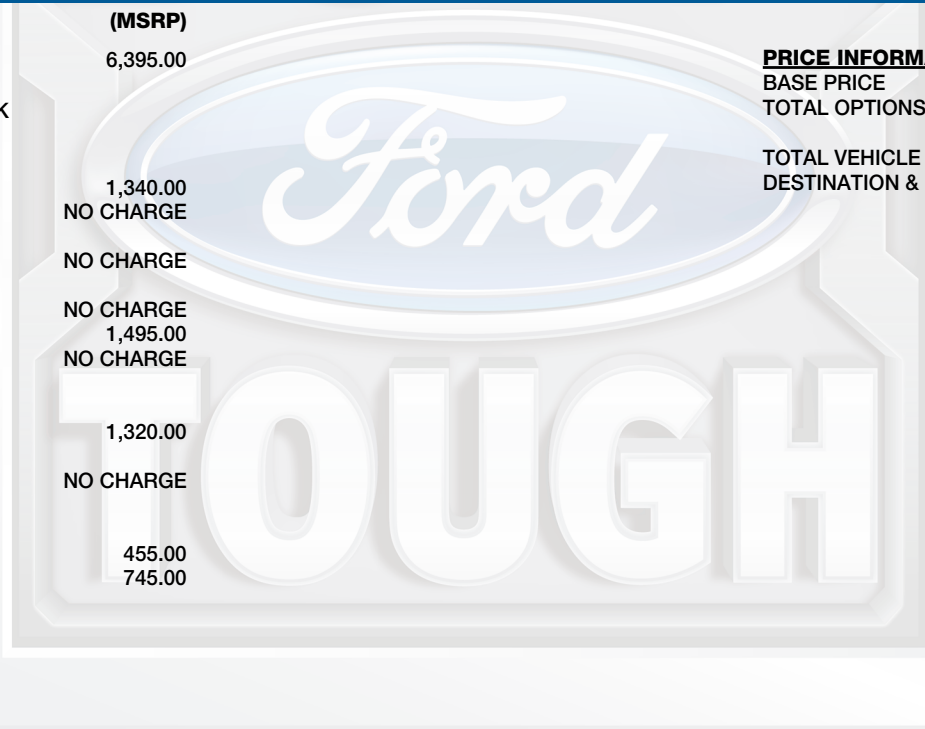 (MSRP)
6,395.00
1,340.00
NO CHARGE
NO CHARGE
NO CHARGE
1,495.00
NO CHARGE
1,320.00
NO CHARGE
455.00
745.00
PRICE INFORMA
BASE PRICE
TOTAL OPTIONS
TOTAL VEHICLE
DESTINATION &
Ford
TOUGH